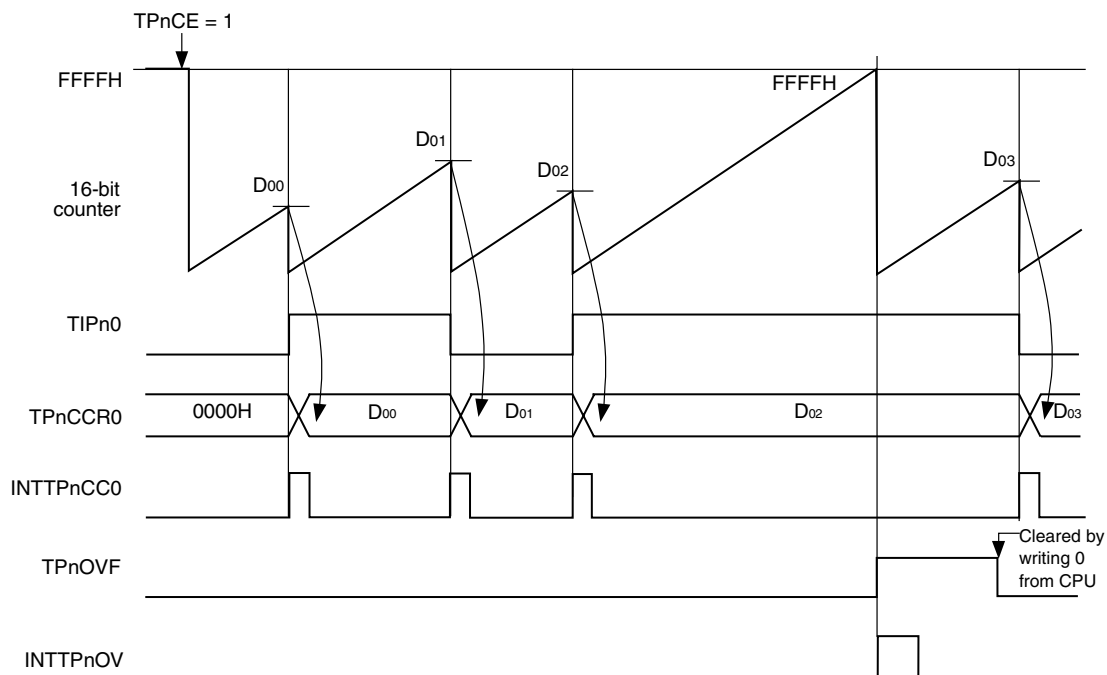 TPnCE = 1
FFFFH
FFFFH
D01
D03
D02
D00
16-bit
counter
TIPn0
TPnCCR0
0000H
D00
D01
D02
D03
INTTPnCC0
TPnOVF
Cleared by
writing 0
from CPU
INTTPnOV